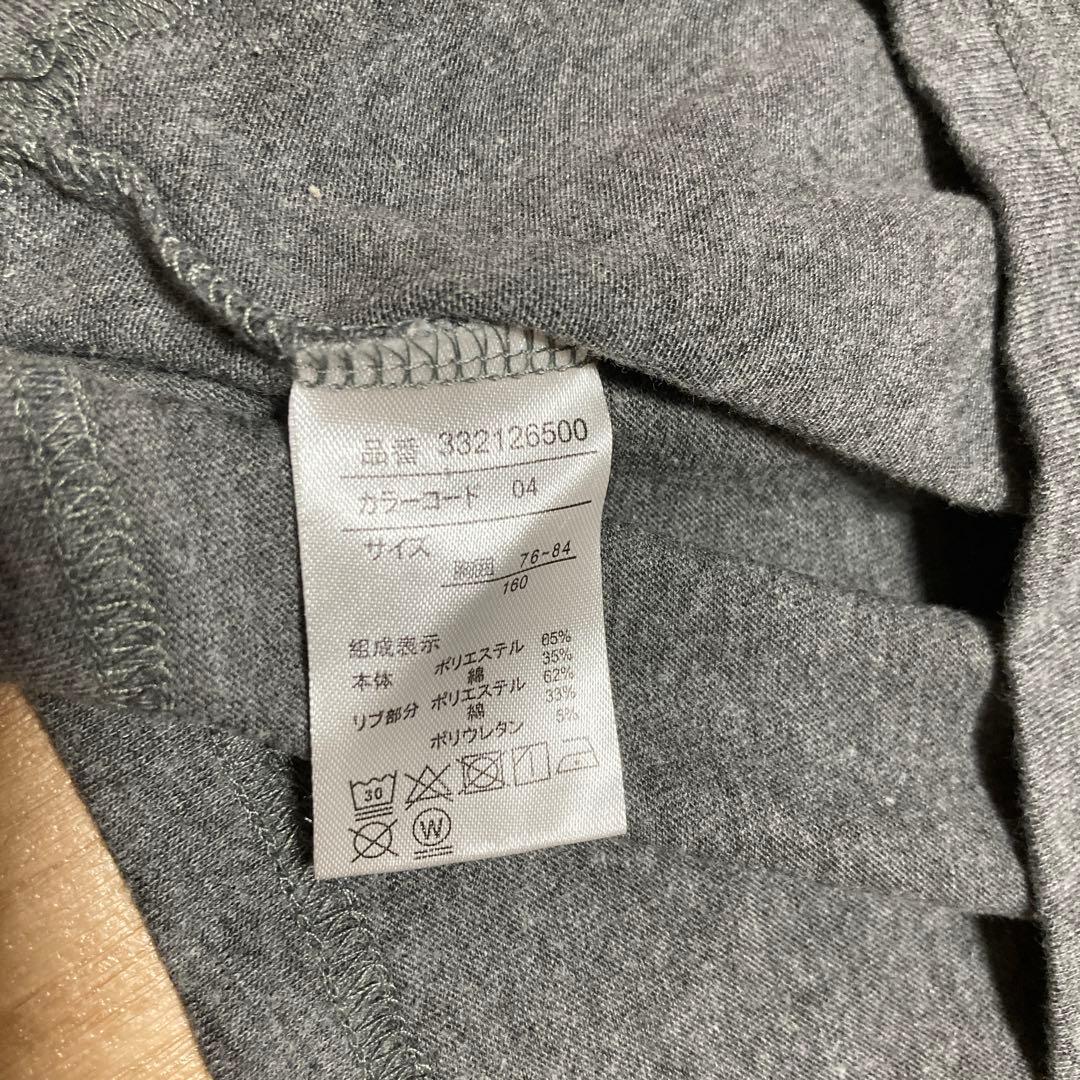 品番 332126500
カラーコード 04
サイズ
胸囲 76-84
160
組成表示
本体 ポリエステル 65%
綿 35%
リブ部分 ポリエステル 62%
綿 33%
ポリウレタン 5%
30
W